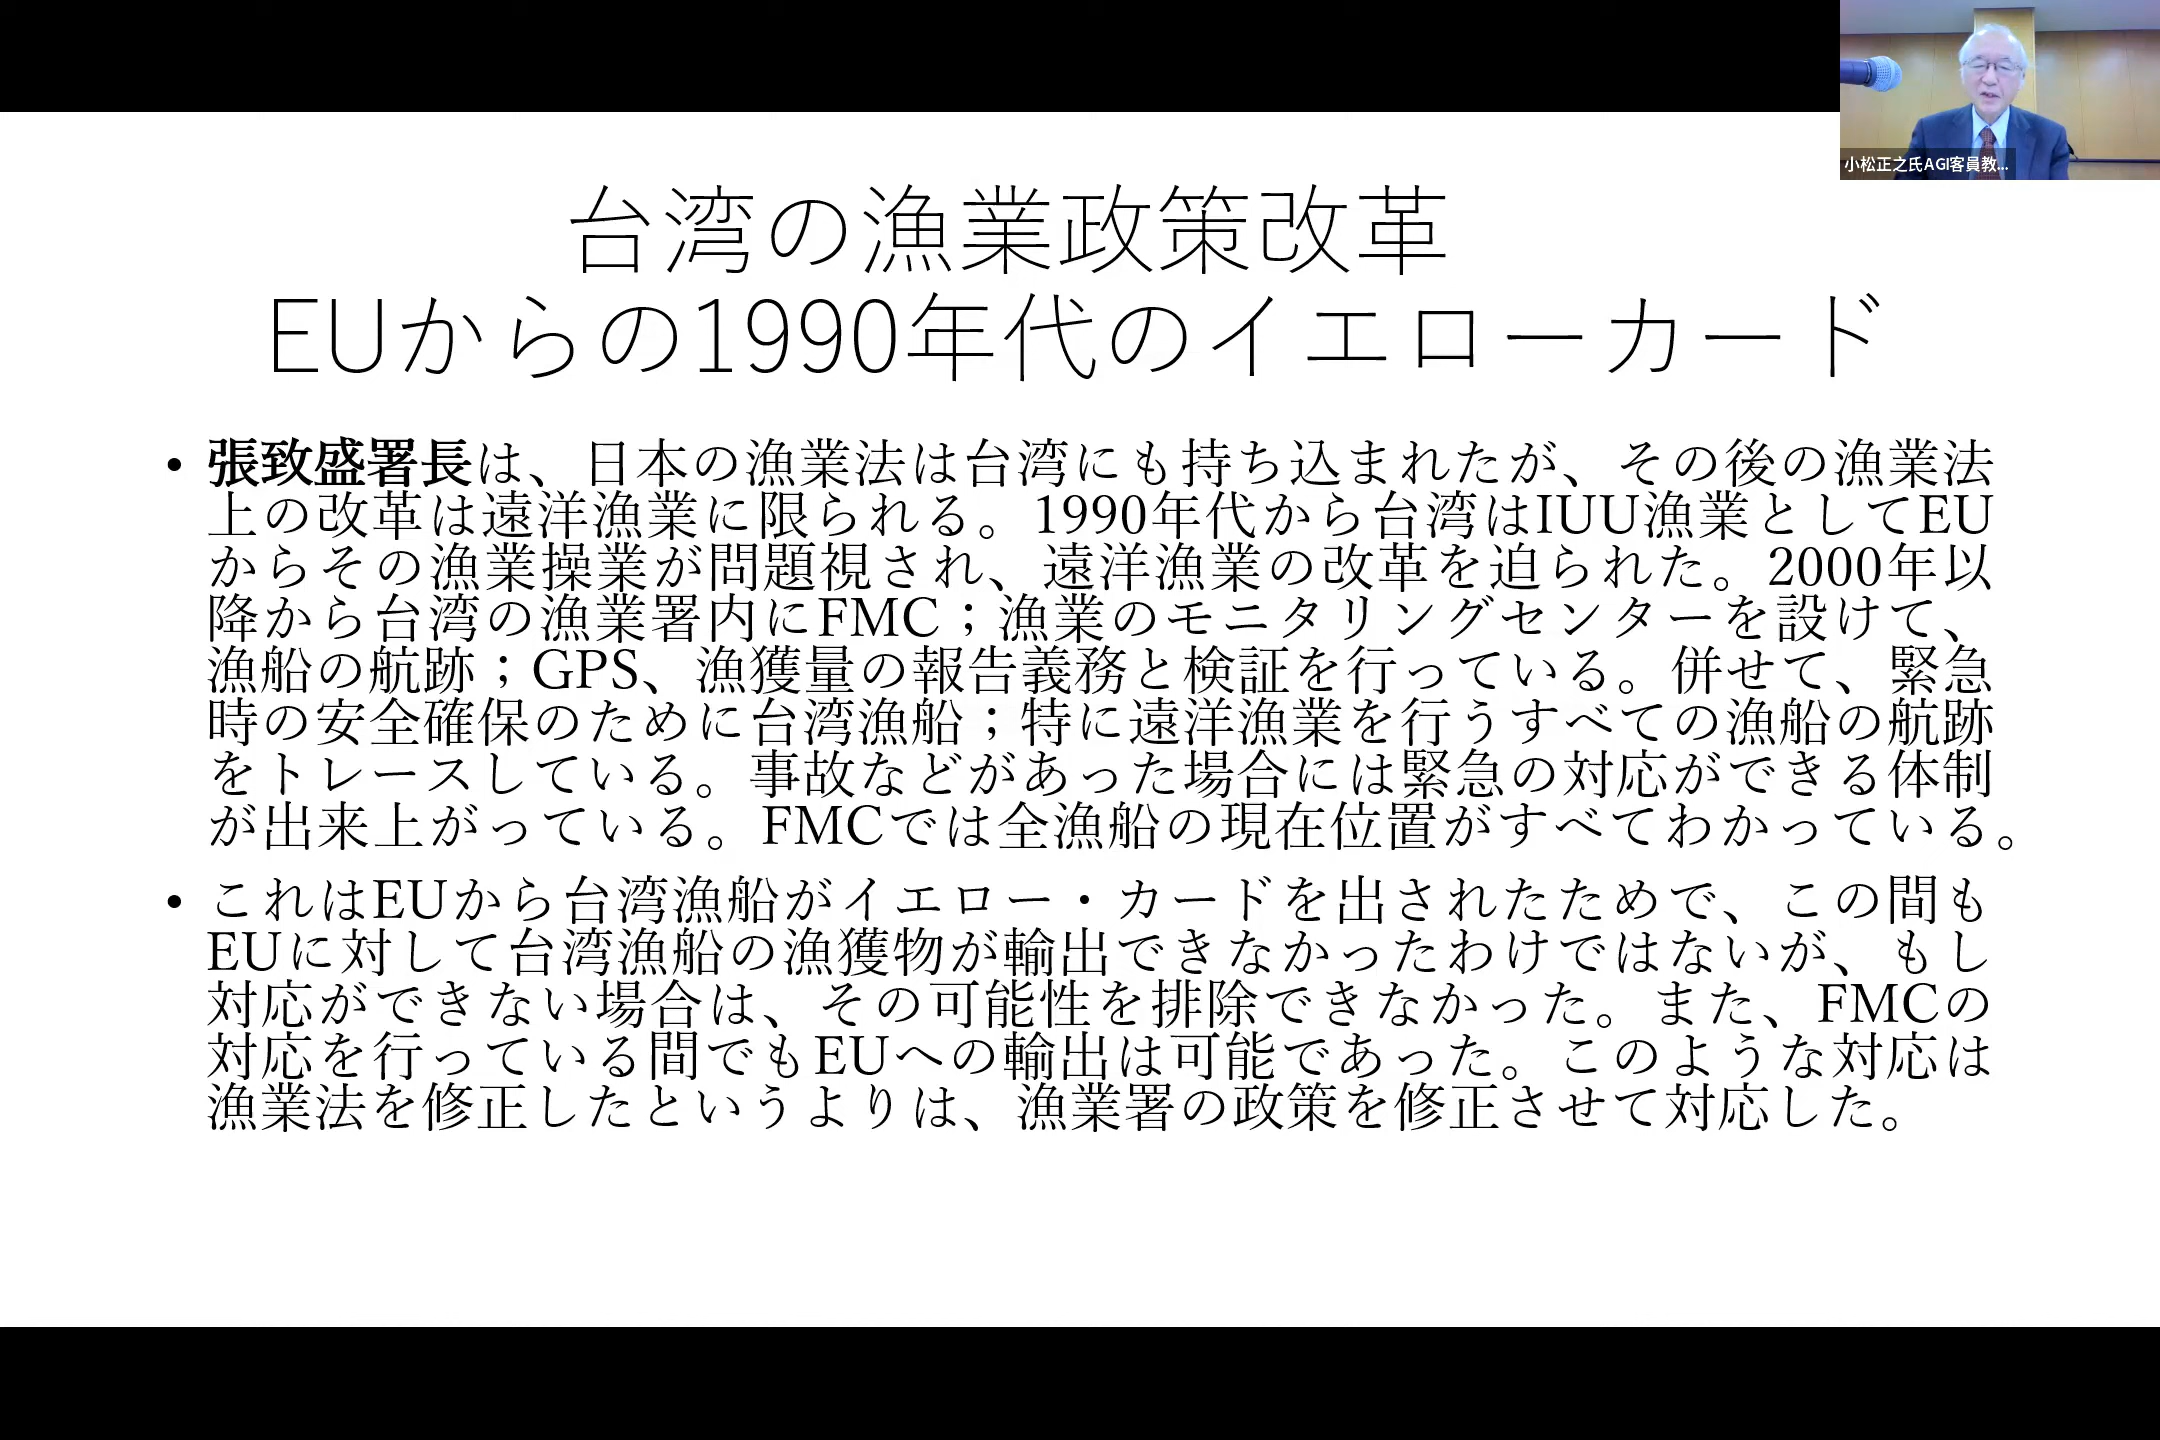 小松正之氏AGI客員教...
台湾の漁業政策改革
EUからの1990年代のイエローカード
• 張致盛署長は、日本の漁業法は台湾にも持ち込まれたが、その後の漁業法
上の改革は遠洋漁業に限られる。1990年代から台湾はIUU漁業としてEU
からその漁業操業が問題視され、遠洋漁業の改革を迫られた。2000年以
降から台湾の漁業署内にFMC；漁業のモニタリングセンターを設けて、
漁船の航跡；GPS、漁獲量の報告義務と検証を行っている。併せて、緊急
時の安全確保のために台湾漁船；特に遠洋漁業を行うすべての漁船の航跡
をトレースしている。事故などがあった場合には緊急の対応ができる体制
が出来上がっている。FMCでは全漁船の現在位置がすべてわかっている。
• これはEUから台湾漁船がイエロー・カードを出されたためで、この間も
EUに対して台湾漁船の漁獲物が輸出できなかったわけではないが、もし
対応ができない場合は、その可能性を排除できなかった。また、FMCの
対応を行っている間でもEUへの輸出は可能であった。このような対応は
漁業法を修正したというよりは、漁業署の政策を修正させて対応した。